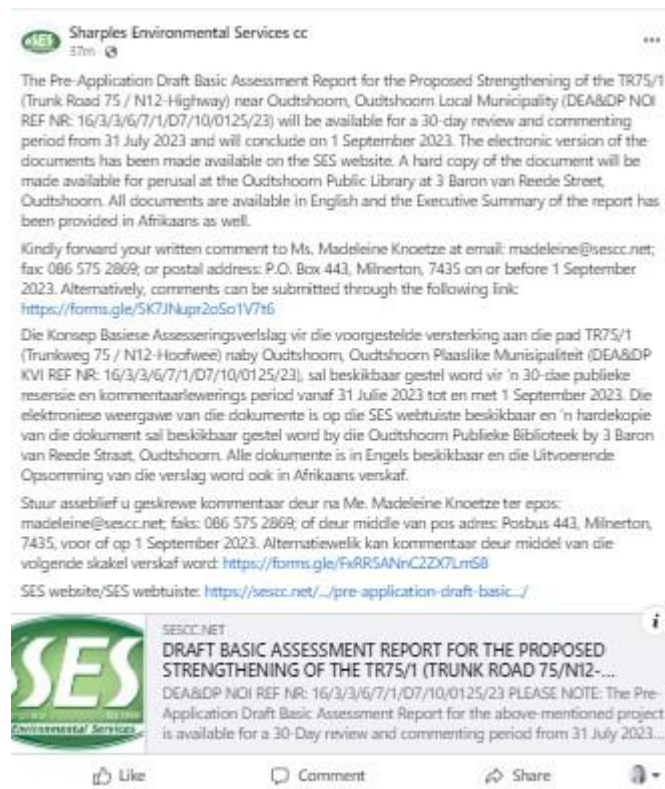 Sharples Environmental Services cc
37m
The Pre-Application Draft Basic Assessment Report for the Proposed Strengthening of the TR75/1
(Trunk Road 75 / N12-Highway) near Oudtshoorn, Oudtshoorn Local Municipality (DEA&DP NOI
REF NR: 16/3/3/6/7/1/D7/10/0125/23) will be available for a 30-day review and commenting
period from 31 July 2023 and will conclude on 1 September 2023. The electronic version of the
documents has been made available on the SES website. A hard copy of the document will be
made available for perusal at the Oudtshoorn Public Library at 3 Baron van Reede Street,
Oudtshoorn. All documents are available in English and the Executive Summary of the report has
been provided in Afrikaans as well.
Kindly forward your written comment to Ms. Madeleine Knoetze at email: madeleine@sescc.net;
fax: 086 575 2869; or postal address: P.O. Box 443, Milnerton, 7435 on or before 1 September
2023. Alternatively, comments can be submitted through the following link:
https://forms.gle/5K7JNupr2oSo1V7t6
Die Konsep Basiese Assesseringsverlslag vir die voorgestelde versterking aan die pad TR75/1
(Trunkweg 75 / N12-Hoofweë) naby Oudtshoorn, Oudtshoorn Plaaslike Munisipaliteit (DEA&DP
KVI REF NR: 16/3/3/6/7/1/D7/10/0125/23), sal beskikbaar gestel word vir 'n 30-dae publieke
resensie en kommentaarlewerings period vanaf 31 Julie 2023 tot en met 1 September 2023. Die
elektroniese weergawe van die dokumente is op die SES webtuiste beskikbaar en 'n hardekopie
van die dokument sal beskikbaar gestel word by die Oudtshoorn Publieke Biblioteek by 3 Baron
van Reede Straat, Oudtshoorn. Alle dokumente is in Engels beskikbaar en die Uitvoerende
Opsomming van die verslag word ook in Afrikaans verskaf.
Stuur asseblief u geskrewe kommentaar deur na Me. Madeleine Knoetze ter epos:
madeleine@sescc.net; faks: 086 575 2869; of deur middle van pos adres: Posbus 443, Milnerton,
7435, voor of op 1 September 2023. Alternatiewelik kan kommentaar deur middel van die
volgende skakel verskaf word: https://forms.gle/FxRR5ANnC2ZX7LmS8
SES website/SES webtuiste: https://sescc.net/.../pre-application-draft-basic.../
SES
Environmental Services
SESCC.NET
DRAFT BASIC ASSESSMENT REPORT FOR THE PROPOSED
STRENGTHENING OF THE TR75/1 (TRUNK ROAD 75/N12-...
DEA&DP NOI REF NR: 16/3/3/6/7/1/D7/10/0125/23 PLEASE NOTE: The Pre-
Application Draft Basic Assessment Report for the above-mentioned project
is available for a 30-Day review and commenting period from 31 July 2023...
Like
Comment
Share